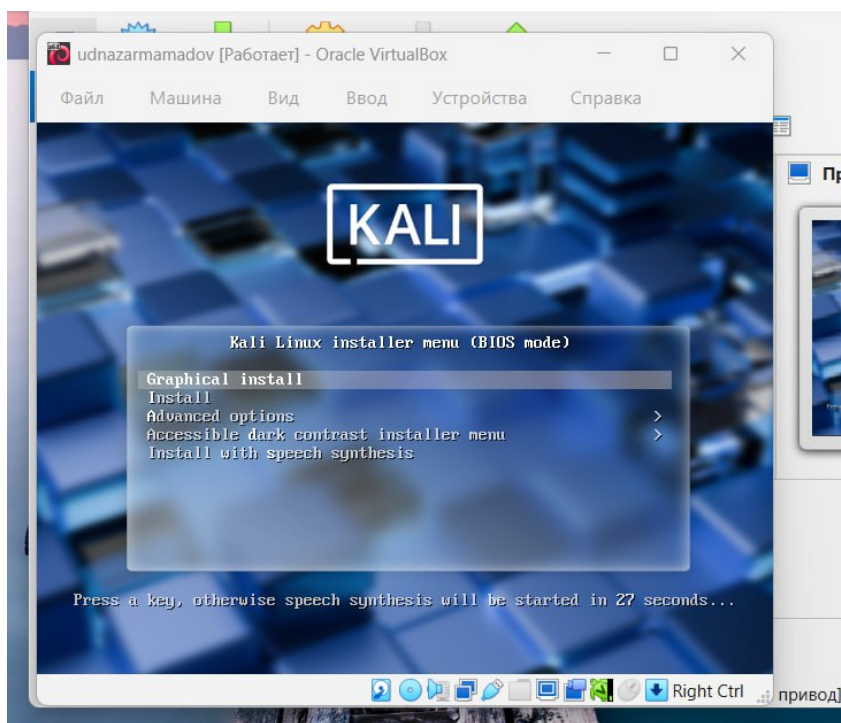 udnazarmamadov [Работает] - Oracle VirtualBox
Файл Машина Вид Ввод Устройства Справка
KALI
Kali Linux installer menu (BIOS mode)
Graphical install
Install
Advanced options >
Accessible dark contrast installer menu >
Install with speech synthesis
Press a key, otherwise speech synthesis will be started in 27 seconds...
Right Ctrl
Пр
привод]